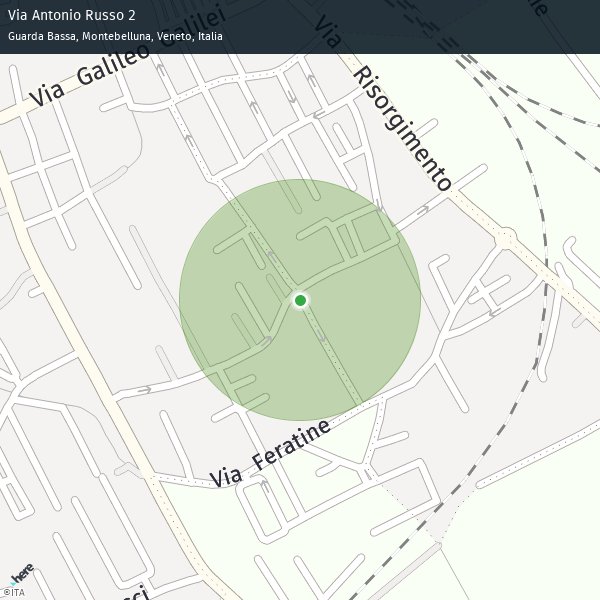 Via Antonio Russo 2
Guarda Bassa, Montebelluna, Veneto, Italia
Via Galileo Galilei
Via Risorgimento
Via Feratine
here
©ITA